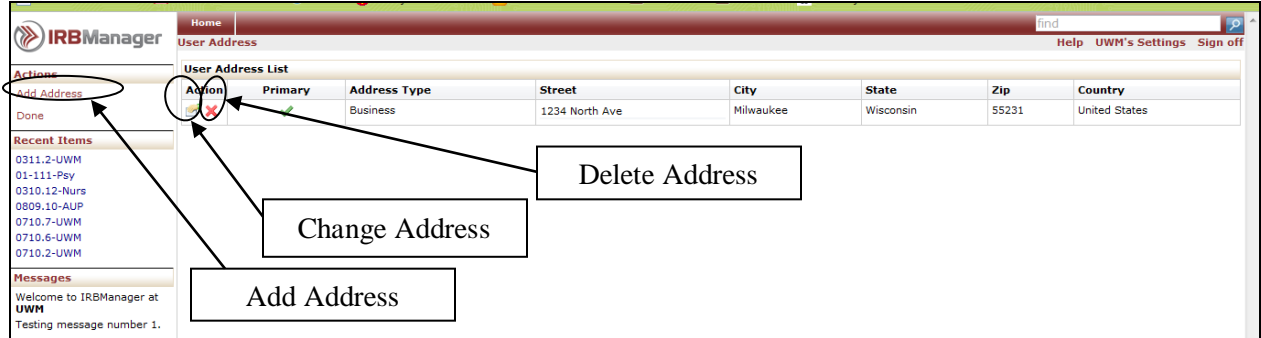 IRBManager
Home
find
User Address
Help UWM's Settings Sign off
Actions
Add Address
Done
Recent Items
0311.2-UWM
01-111-Psy
0310.12-Nurs
0809.10-AUP
0710.7-UWM
0710.6-UWM
0710.2-UWM
Messages
Welcome to IRBManager at
UWM
Testing message number 1.
User Address List
Action Primary Address Type Street City State Zip Country
Business 1234 North Ave Milwaukee Wisconsin 55231 United States
Delete Address
Change Address
Add Address